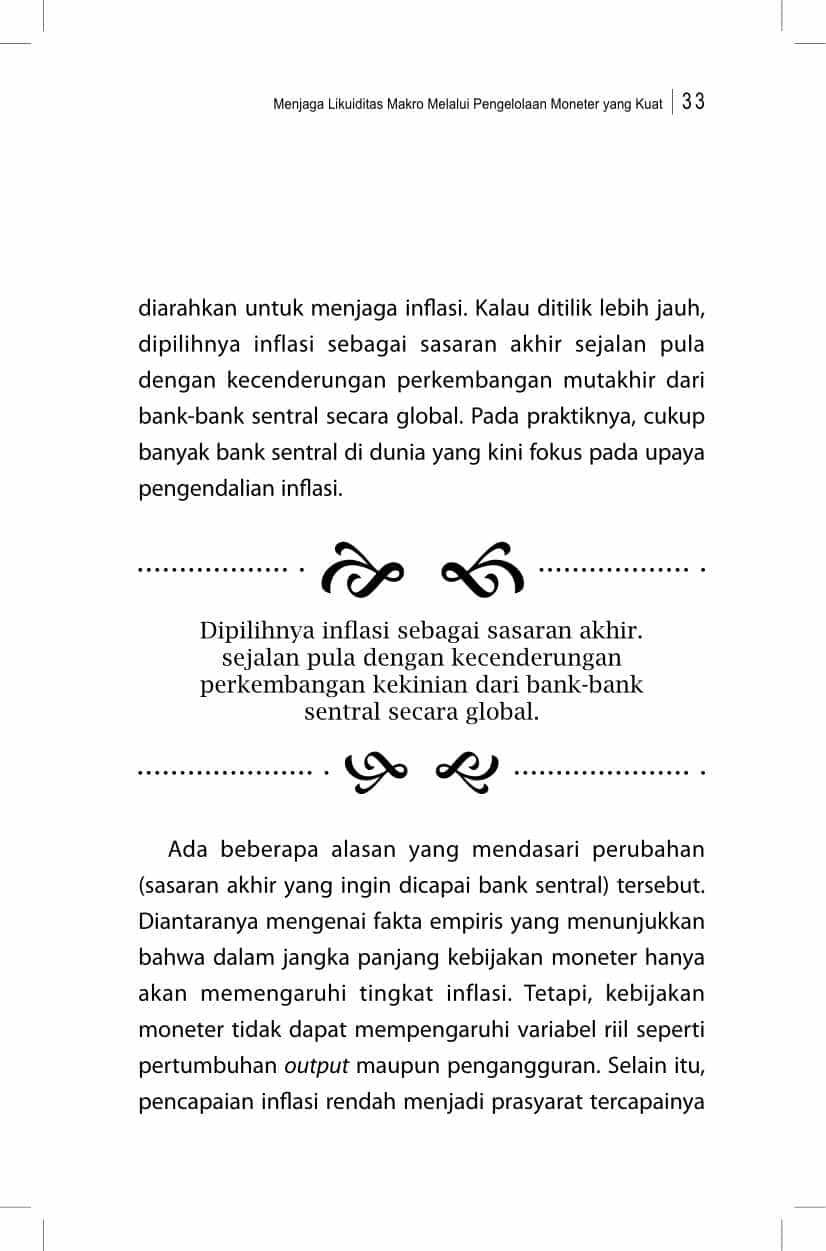 Menjaga Likuiditas Makro Melalui Pengelolaan Moneter yang Kuat 33
diarahkan untuk menjaga inflasi. Kalau ditilik lebih jauh,
dipilihnya inflasi sebagai sasaran akhir sejalan pula
dengan kecenderungan perkembangan mutakhir dari
bank-bank sentral secara global. Pada praktiknya, cukup
banyak bank sentral di dunia yang kini fokus pada upaya
pengendalian inflasi.
Dipilihnya inflasi sebagai sasaran akhir.
sejalan pula dengan kecenderungan
perkembangan kekinian dari bank-bank
sentral secara global.
Ada beberapa alasan yang mendasari perubahan
(sasaran akhir yang ingin dicapai bank sentral) tersebut.
Diantaranya mengenai fakta empiris yang menunjukkan
bahwa dalam jangka panjang kebijakan moneter hanya
akan memengaruhi tingkat inflasi. Tetapi, kebijakan
moneter tidak dapat mempengaruhi variabel riil seperti
pertumbuhan output maupun pengangguran. Selain itu,
pencapaian inflasi rendah menjadi prasyarat tercapainya